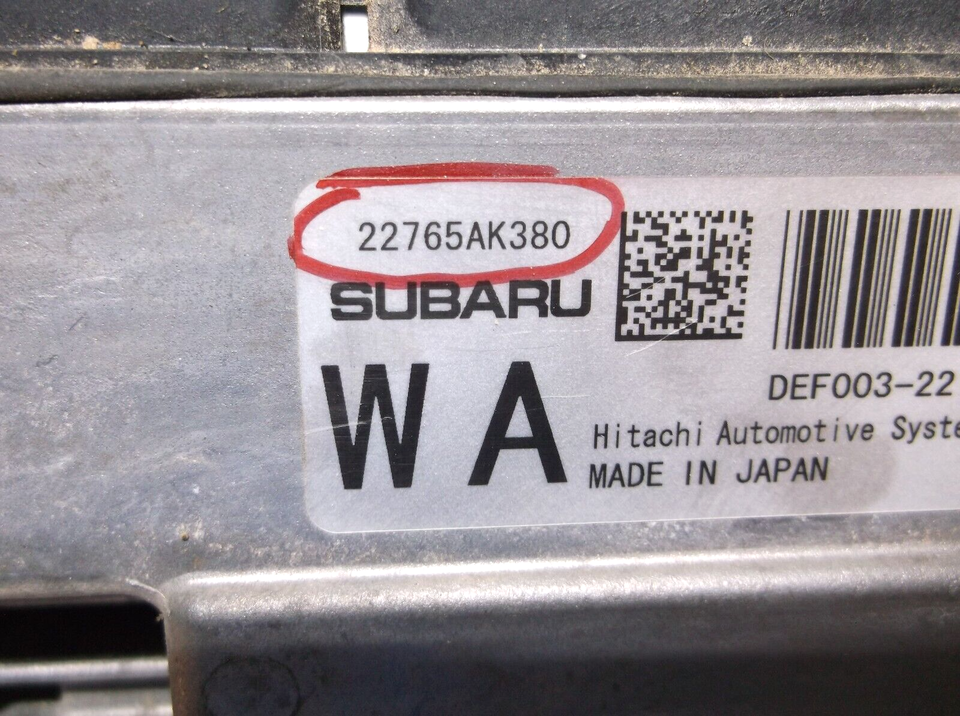 22765AK380
SUBARU
WA
DEF003-22
Hitachi Automotive Syste
MADE IN JAPAN